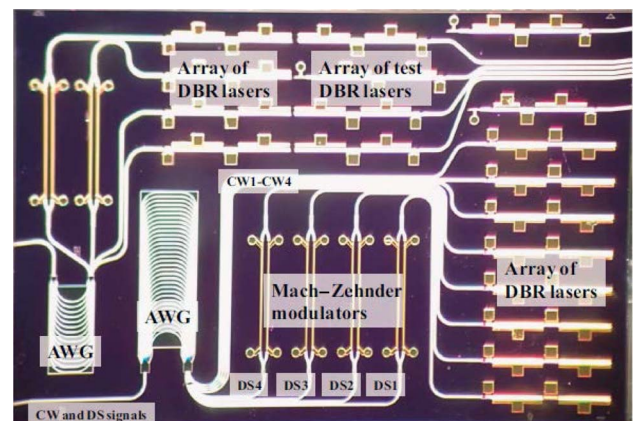 Array of
DBR lasers
Array of test
DBR lasers
CW1-CW4
Array of
DBR lasers
Mach–Zehnder
modulators
AWG
AWG
DS4
DS3
DS2
DS1
CW and DS signals